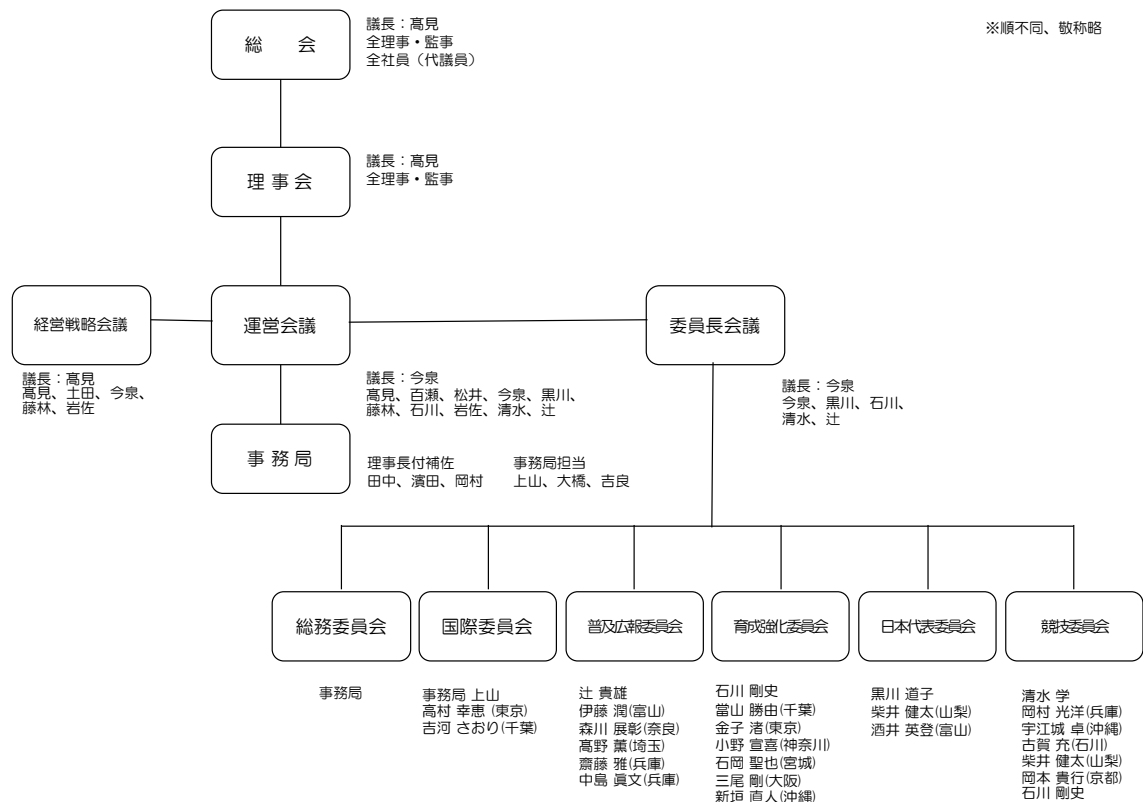 総　会
議長：髙見
全理事・監事
全社員（代議員）
※順不同、敬称略
理 事 会
議長：髙見
全理事・監事
経営戦略会議
議長：髙見
髙見、土田、今泉、
藤林、岩佐
運営会議
議長：今泉
髙見、百瀬、松井、今泉、黒川、
藤林、石川、岩佐、清水、辻
委員長会議
議長：今泉
今泉、黒川、石川、
清水、辻
事 務 局
理事長付補佐
田中、濱田、岡村
事務局担当
上山、大橋、吉良
総務委員会
事務局
国際委員会
事務局 上山
高村 幸恵 (東京)
吉河 さおり(千葉)
普及広報委員会
辻 貴雄
伊藤 潤(富山)
森川 展彰(奈良)
髙野 薫(埼玉)
齋藤 雅(兵庫)
中島 眞文(兵庫)
育成強化委員会
石川 剛史
當山 勝由(千葉)
金子 渚(東京)
小野 宣喜(神奈川)
石岡 聖也(宮城)
三尾 剛(大阪)
新垣 直人(沖縄)
日本代表委員会
黒川 道子
柴井 健太(山梨)
酒井 英登(富山)
競技委員会
清水 学
岡村 光洋(兵庫)
宇江城 卓(沖縄)
古賀 充(石川)
柴井 健太(山梨)
岡本 貴行(京都)
石川 剛史